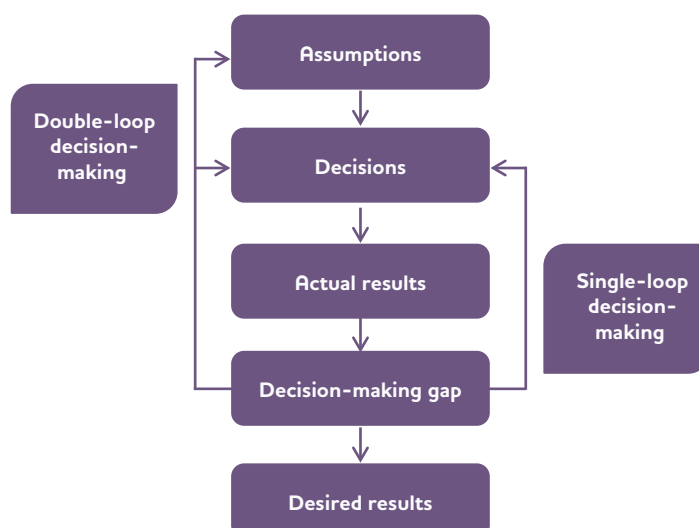 Assumptions
Double-loop
decision-
making
Decisions
Actual results
Single-loop
decision-
making
Decision-making gap
Desired results